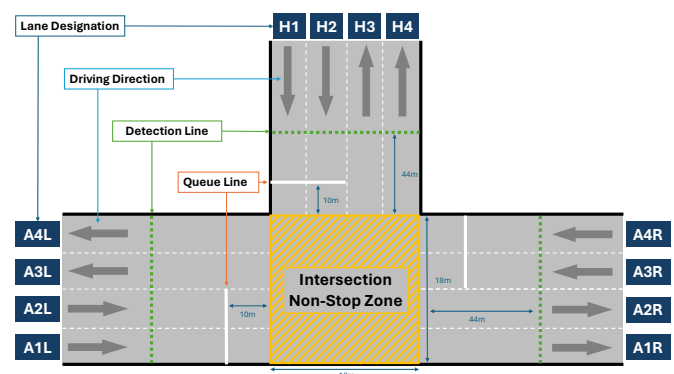 Lane Designation
H1 H2 H3 H4
Driving Direction
Detection Line
44m
Queue Line
10m
A4L
A4R
A3L
A3R
Intersection
Non-Stop Zone
18m
A2L
A2R
10m
44m
A1L
A1R